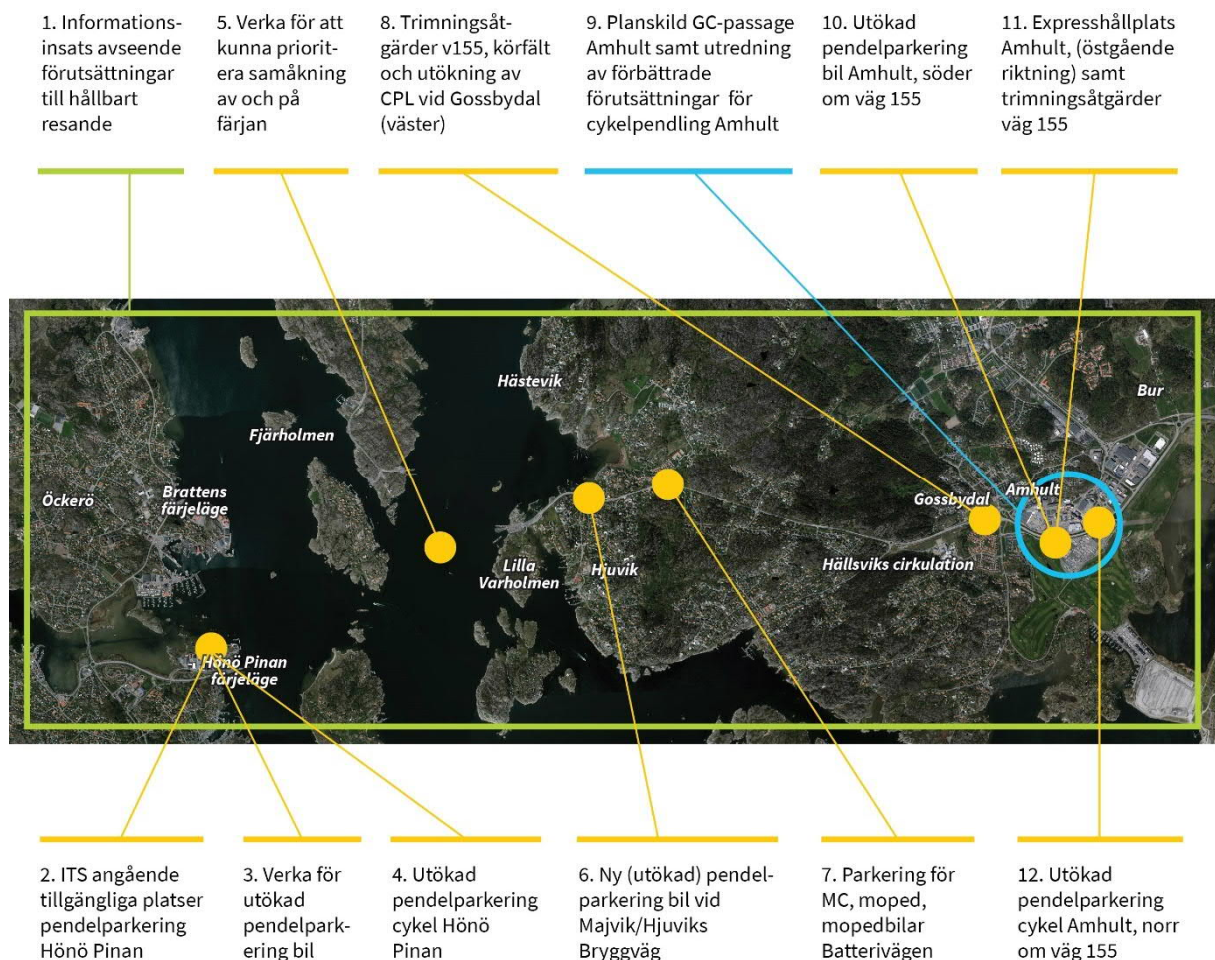 1. Informations-
insats avseende
förutsättningar
till hållbart
resande
5. Verka för att
kunna priorit-
era samåkning
av och på
färjan
8. Trimningsåt-
gärder v155, körfält
och utökning av
CPL vid Gossbydal
(väster)
9. Planskild GC-passage
Amhult samt utredning
av förbättrade
förutsättningar för
cykelpendling Amhult
10. Utökad
pendelparkering
bil Amhult, söder
om väg 155
11. Expresshållplats
Amhult, (östgående
riktning) samt
trimningsåtgärder
väg 155
Hästevik
Bur
Fjärholmen
Öckerö
Brattens
färjeläge
Gossbydal
Amhult
Lilla
Varholmen
Hjuvik
Hällsviks cirkulation
Hönö Pinan
färjeläge
2. ITS angående
tillgängliga platser
pendelparkering
Hönö Pinan
3. Verka för
utökad
pendelpark-
ering bil
4. Utökad
pendelparkering
cykel Hönö
Pinan
6. Ny (utökad) pendel-
parkering bil vid
Majvik/Hjuviks
Bryggväg
7. Parkering för
MC, moped,
mopedbilar
Batterivägen
12. Utökad
pendelparkering
cykel Amhult, norr
om väg 155